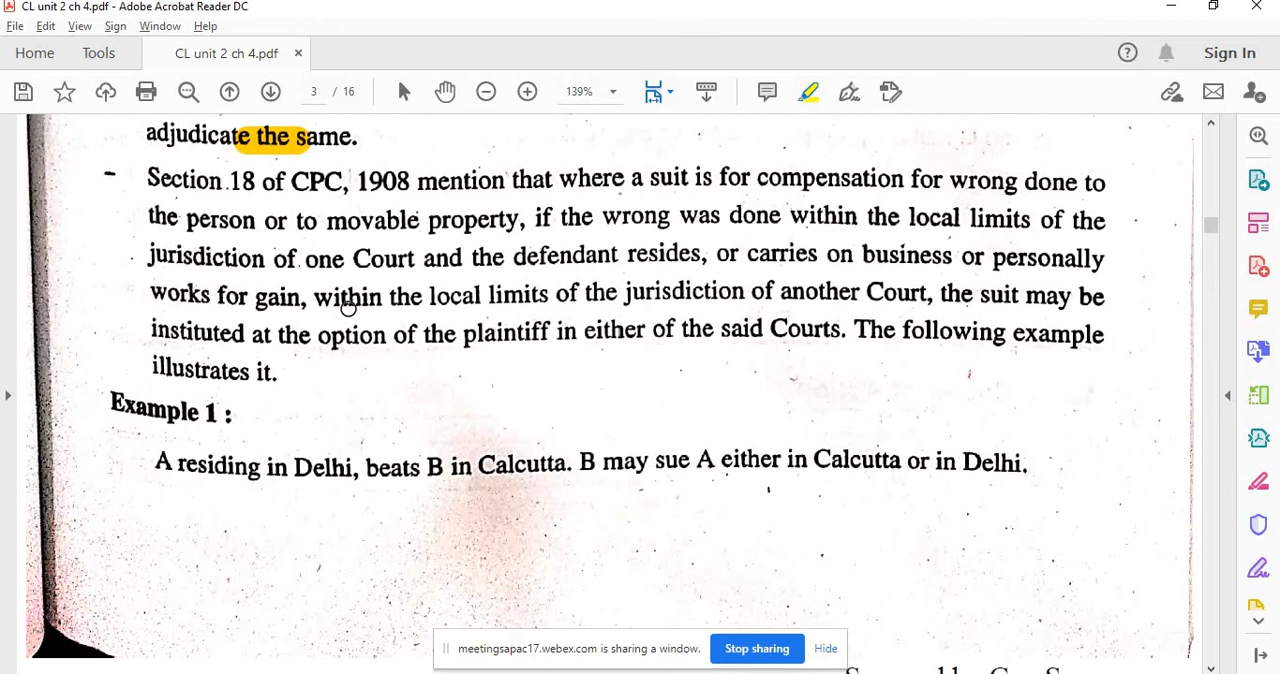 CL unit 2 ch 4.pdf - Adobe Acrobat Reader DC
File Edit View Sign Window Help
Home Tools CL unit 2 ch 4.pdf × Sign In
3 / 16 139%
adjudicate the same.
- Section 18 of CPC, 1908 mention that where a suit is for compensation for wrong done to
the person or to movable property, if the wrong was done within the local limits of the
jurisdiction of one Court and the defendant resides, or carries on business or personally
works for gain, within the local limits of the jurisdiction of another Court, the suit may be
instituted at the option of the plaintiff in either of the said Courts. The following example
illustrates it.
Example 1 :
A residing in Delhi, beats B in Calcutta. B may sue A either in Calcutta or in Delhi.
meetingsapac17.webex.com is sharing a window. Stop sharing Hide